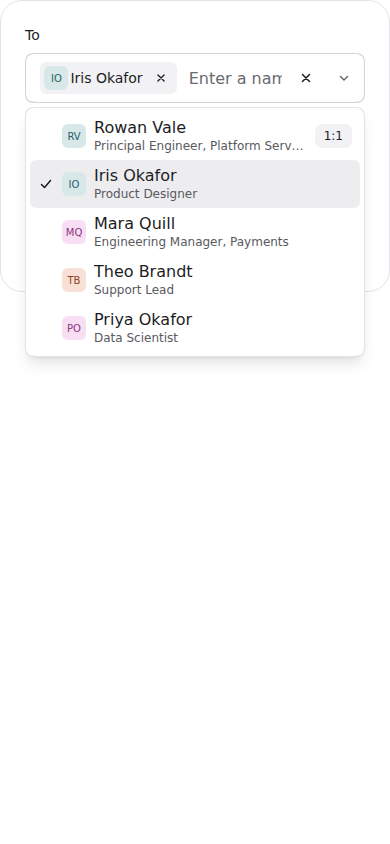 To
IO Iris Okafor Enter a nam
RV Rowan Vale
Principal Engineer, Platform Serv… 1:1
IO Iris Okafor
Product Designer
MQ Mara Quill
Engineering Manager, Payments
TB Theo Brandt
Support Lead
PO Priya Okafor
Data Scientist